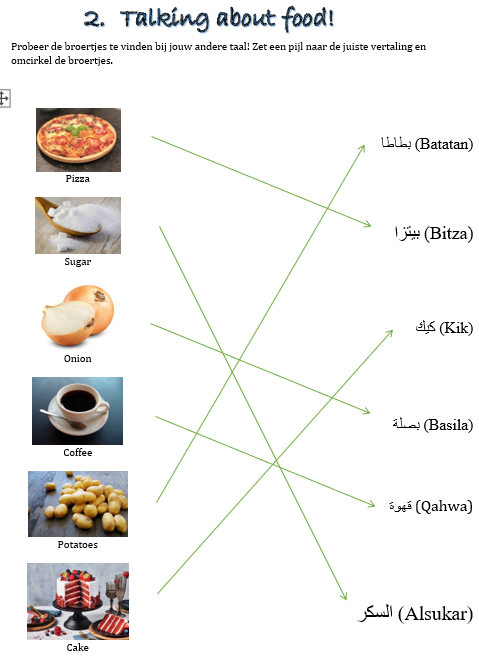 2. Talking about food!
Probeer de broertjes te vinden bij jouw andere taal! Zet een pijl naar de juiste vertaling en
omcirkel de broertjes.
Pizza
بطاطا (Batatan)
بيتزا (Bitza)
Sugar
كيك (Kik)
Onion
بصلة (Basila)
Coffee
قهوة (Qahwa)
Potatoes
السكر (Alsukar)
Cake